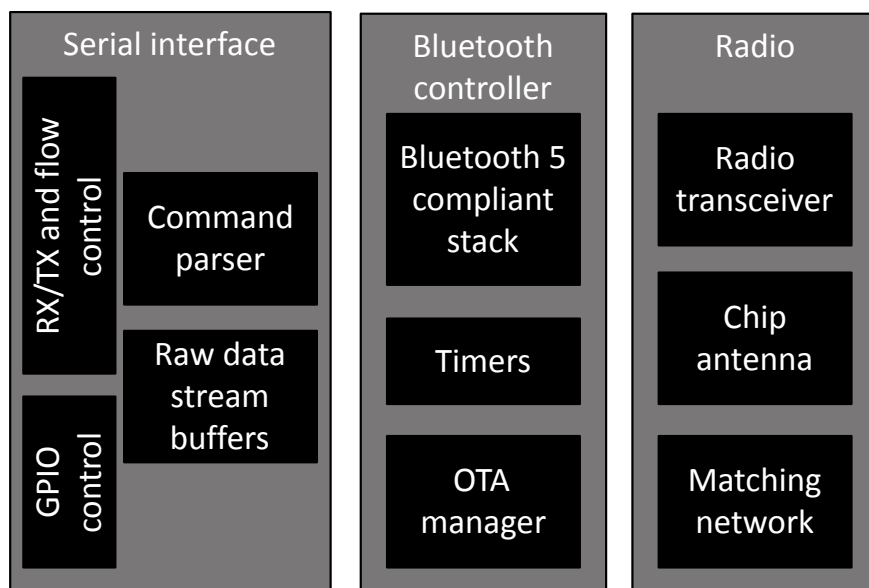 Serial interface
RX/TX and flow
control
Command
parser
Raw data
stream
buffers
GPIO
control
Bluetooth
controller
Bluetooth 5
compliant
stack
Timers
OTA
manager
Radio
Radio
transceiver
Chip
antenna
Matching
network